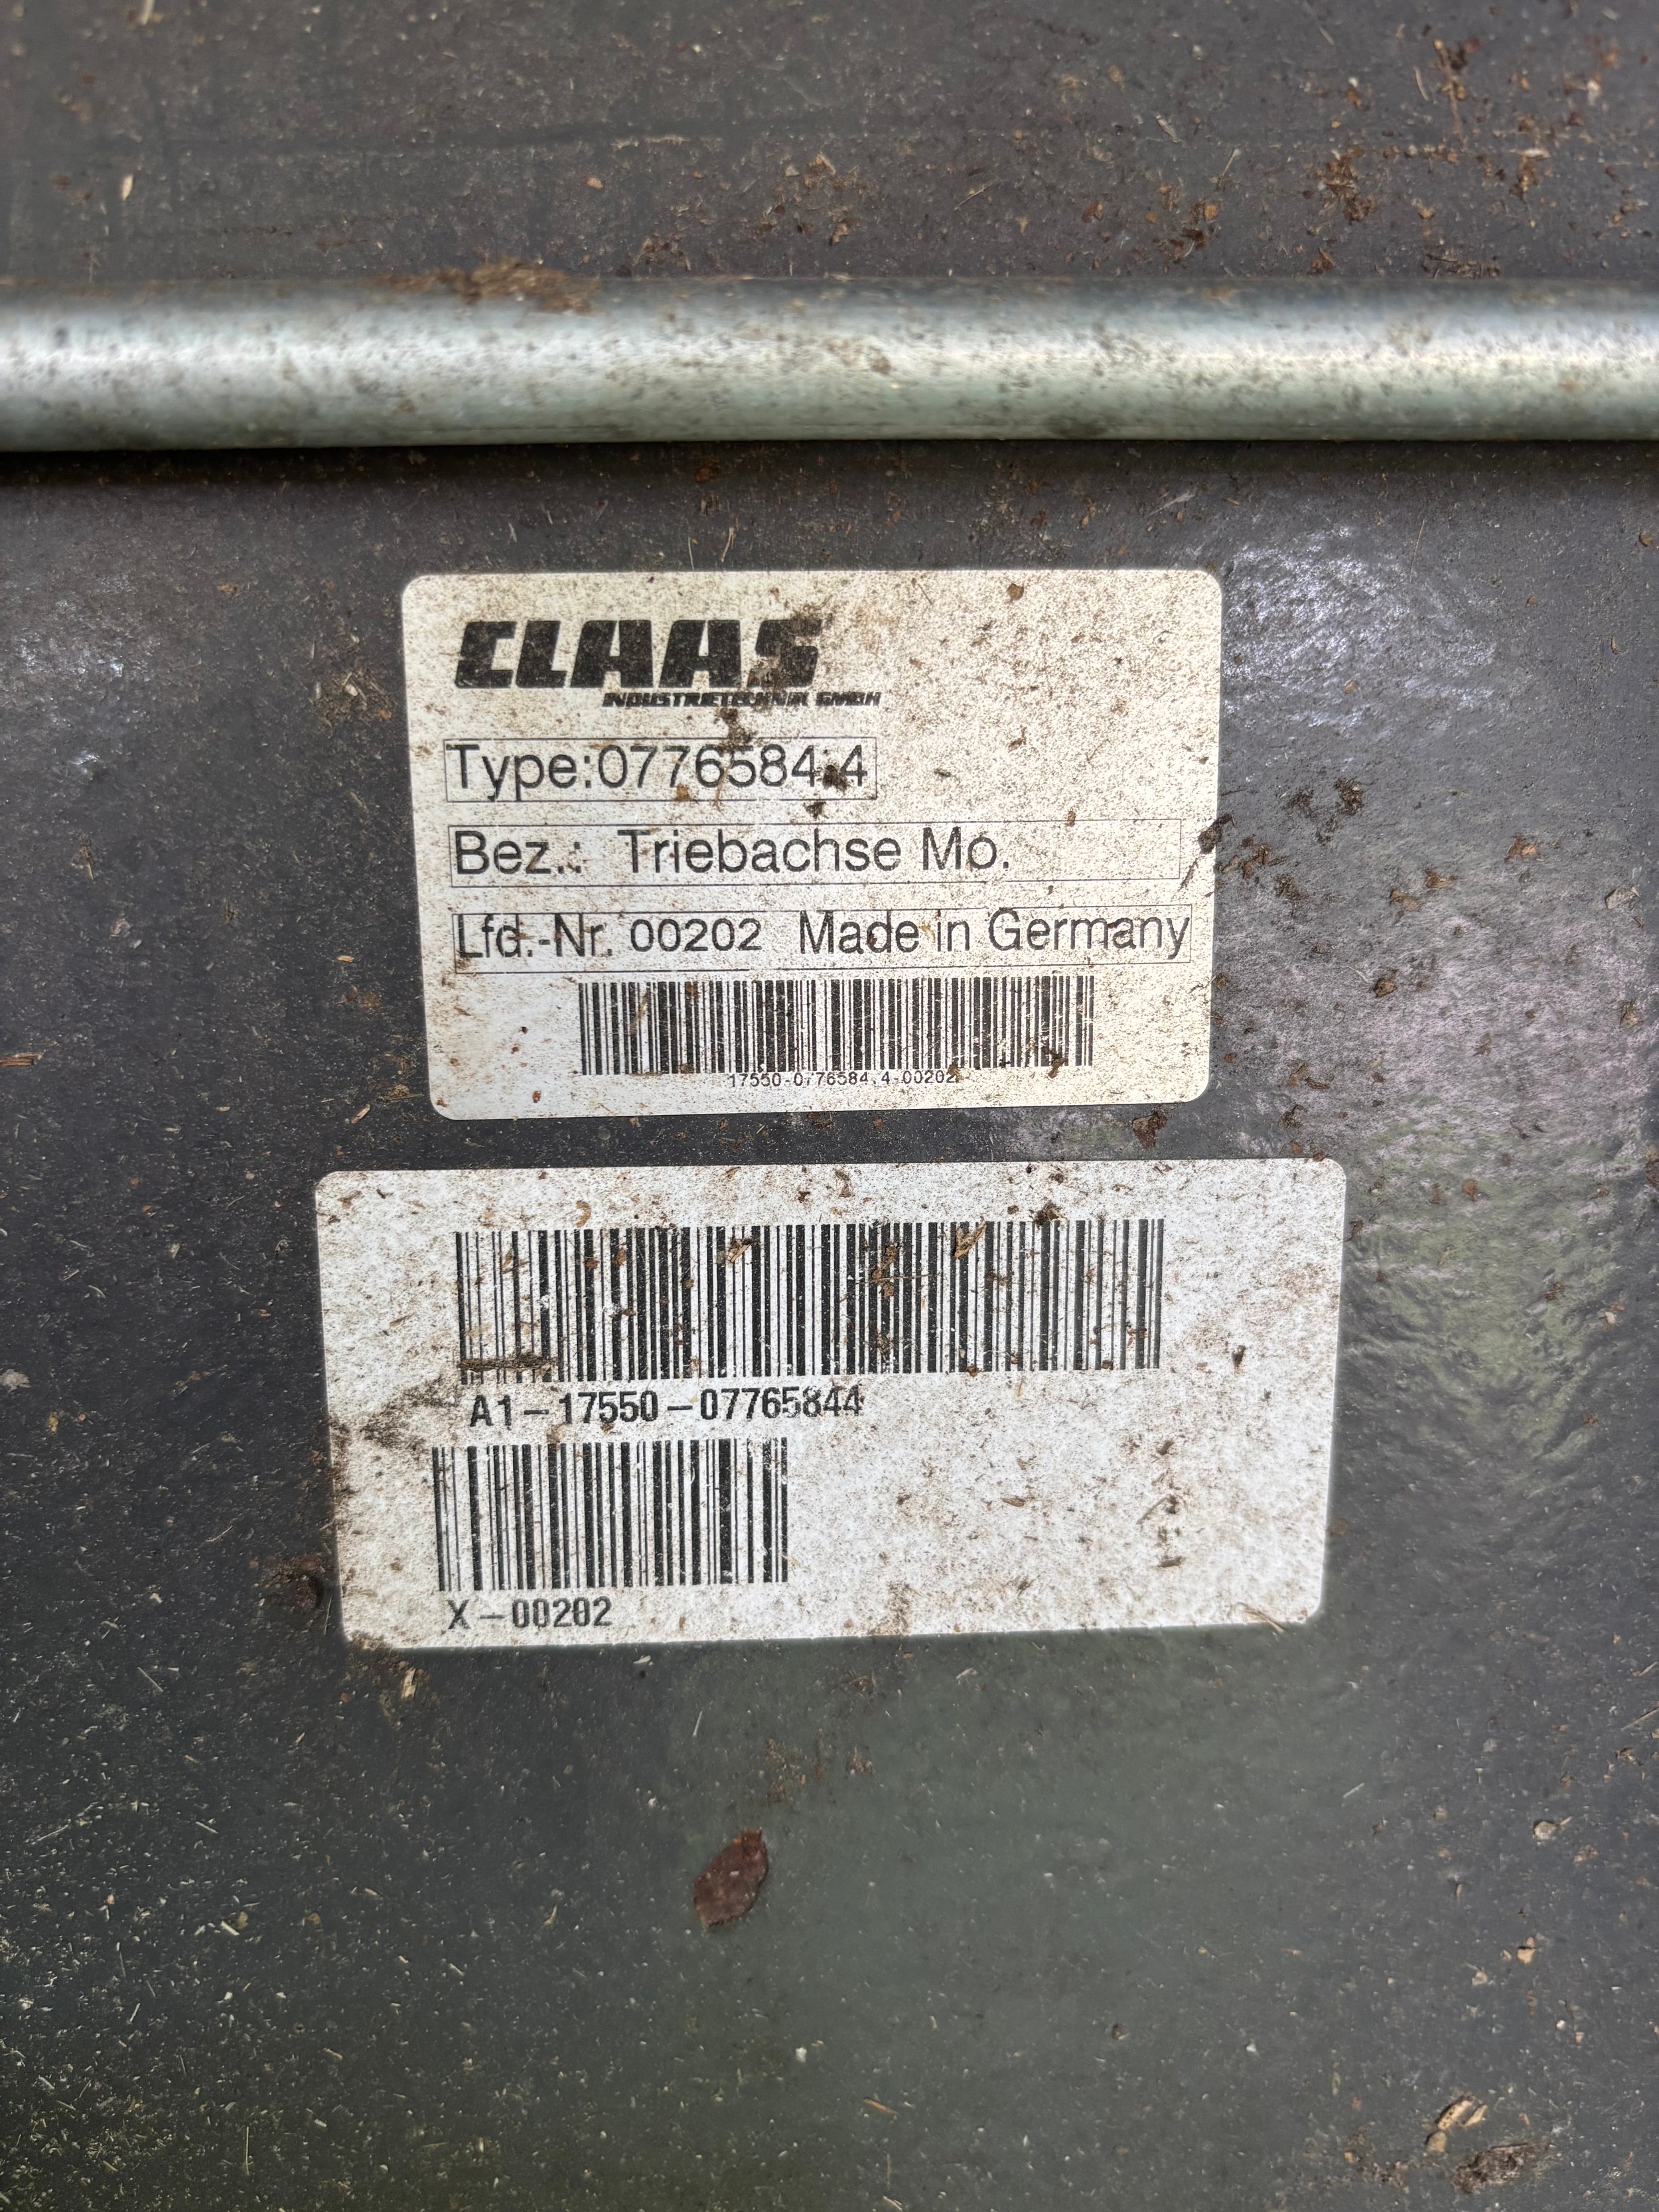 CLAAS
INDUSTRIETECHNIK GMBH
Type:0776584.4
Bez.: Triebachse Mo.
Lfd.-Nr. 00202 Made in Germany
17550-0776584.4-00202
A1-17550-07765844
X-00202